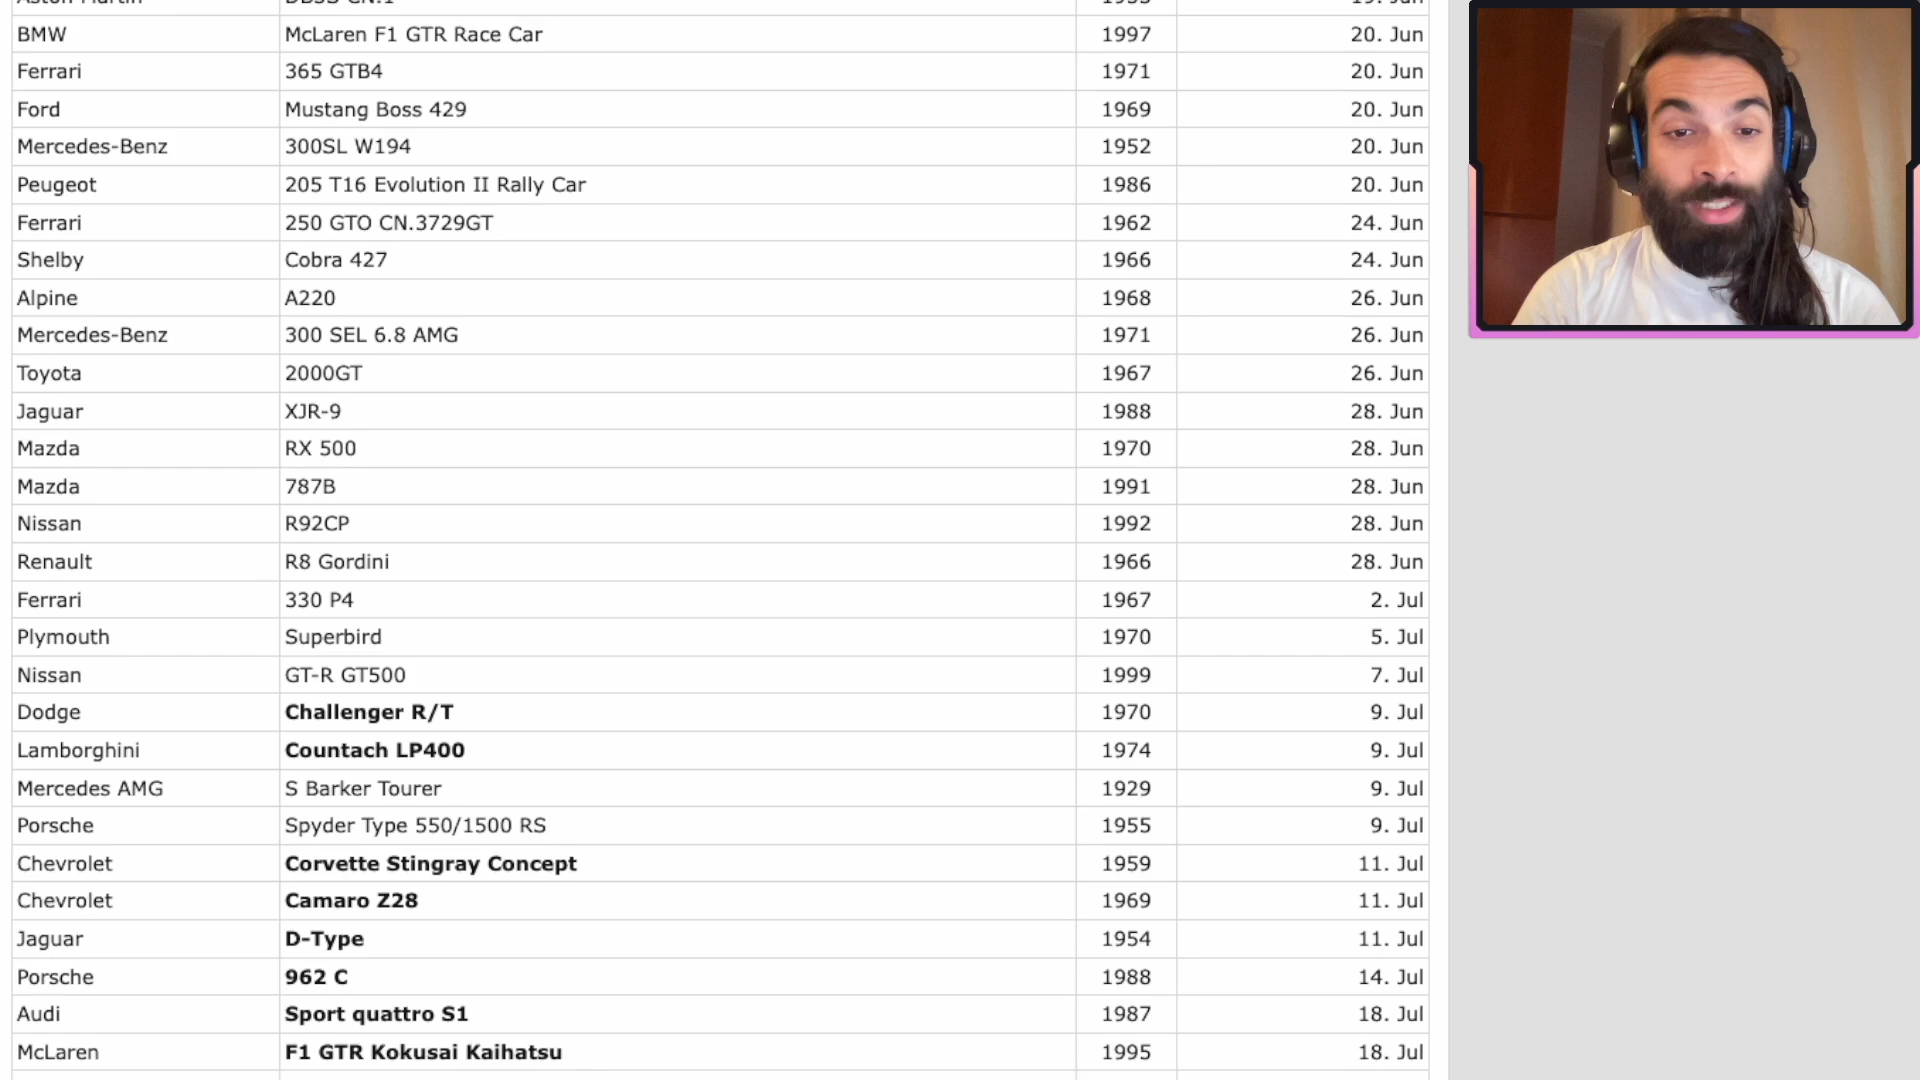 BMW McLaren F1 GTR Race Car 1997 20. Jun
Ferrari 365 GTB4 1971 20. Jun
Ford Mustang Boss 429 1969 20. Jun
Mercedes-Benz 300SL W194 1952 20. Jun
Peugeot 205 T16 Evolution II Rally Car 1986 20. Jun
Ferrari 250 GTO CN.3729GT 1962 24. Jun
Shelby Cobra 427 1966 24. Jun
Alpine A220 1968 26. Jun
Mercedes-Benz 300 SEL 6.8 AMG 1971 26. Jun
Toyota 2000GT 1967 26. Jun
Jaguar XJR-9 1988 28. Jun
Mazda RX 500 1970 28. Jun
Mazda 787B 1991 28. Jun
Nissan R92CP 1992 28. Jun
Renault R8 Gordini 1966 28. Jun
Ferrari 330 P4 1967 2. Jul
Plymouth Superbird 1970 5. Jul
Nissan GT-R GT500 1999 7. Jul
Dodge Challenger R/T 1970 9. Jul
Lamborghini Countach LP400 1974 9. Jul
Mercedes AMG S Barker Tourer 1929 9. Jul
Porsche Spyder Type 550/1500 RS 1955 9. Jul
Chevrolet Corvette Stingray Concept 1959 11. Jul
Chevrolet Camaro Z28 1969 11. Jul
Jaguar D-Type 1954 11. Jul
Porsche 962 C 1988 14. Jul
Audi Sport quattro S1 1987 18. Jul
McLaren F1 GTR Kokusai Kaihatsu 1995 18. Jul